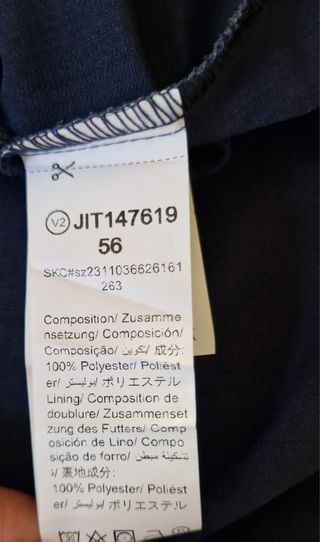 V2 JIT147619
56
SKC#sz2311036626161
263
Composition/ Zusamme
nsetzung/ Composición/
Composição/ تكوين/ 成分:
100% Polyester/ Poliést
er/ بوليستر/ ポリエステル
Lining/ Composition de
doublure/ Zusammenset
zung des Futters/ Comp
osición de Lino/ Compo
sição de forro/ تشكيلة مبطن
/ 裏地成分:
100% Polyester/ Poliést
er/ بوليستر/ ポリエステル